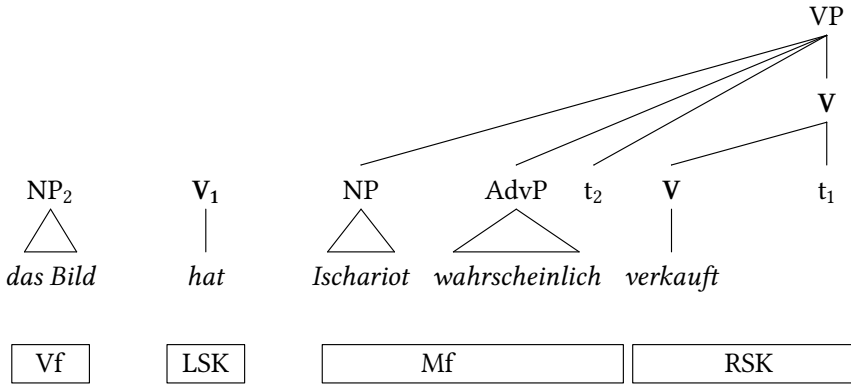 VP
V
NP₂ V₁ NP AdvP t₂ V t₁
das Bild hat Ischariot wahrscheinlich verkauft
Vf LSK Mf RSK